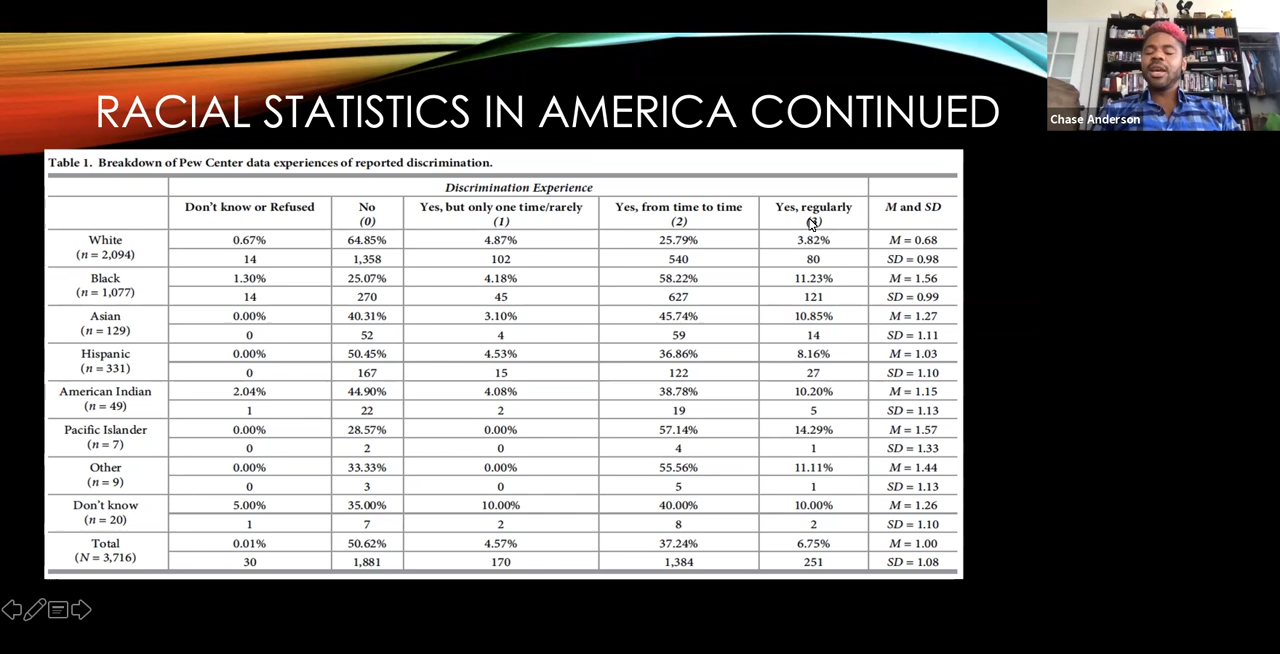 RACIAL STATISTICS IN AMERICA CONTINUED
Chase Anderson
Table 1. Breakdown of Pew Center data experiences of reported discrimination.
Discrimination Experience
Don't know or Refused No Yes, but only one time/rarely Yes, from time to time Yes, regularly M and SD
(0) (1) (2)
White 0.67% 64.85% 4.87% 25.79% 3.82% M = 0.68
(n = 2,094) 14 1,358 102 540 80 SD = 0.98
Black 1.30% 25.07% 4.18% 58.22% 11.23% M = 1.56
(n = 1,077) 14 270 45 627 121 SD = 0.99
Asian 0.00% 40.31% 3.10% 45.74% 10.85% M = 1.27
(n = 129) 0 52 4 59 14 SD = 1.11
Hispanic 0.00% 50.45% 4.53% 36.86% 8.16% M = 1.03
(n = 331) 0 167 15 122 27 SD = 1.10
American Indian 2.04% 44.90% 4.08% 38.78% 10.20% M = 1.15
(n = 49) 1 22 2 19 5 SD = 1.13
Pacific Islander 0.00% 28.57% 0.00% 57.14% 14.29% M = 1.57
(n = 7) 0 2 0 4 1 SD = 1.33
Other 0.00% 33.33% 0.00% 55.56% 11.11% M = 1.44
(n = 9) 0 3 0 5 1 SD = 1.13
Don't know 5.00% 35.00% 10.00% 40.00% 10.00% M = 1.26
(n = 20) 1 7 2 8 2 SD = 1.10
Total 0.01% 50.62% 4.57% 37.24% 6.75% M = 1.00
(N = 3,716) 30 1,881 170 1,384 251 SD = 1.08